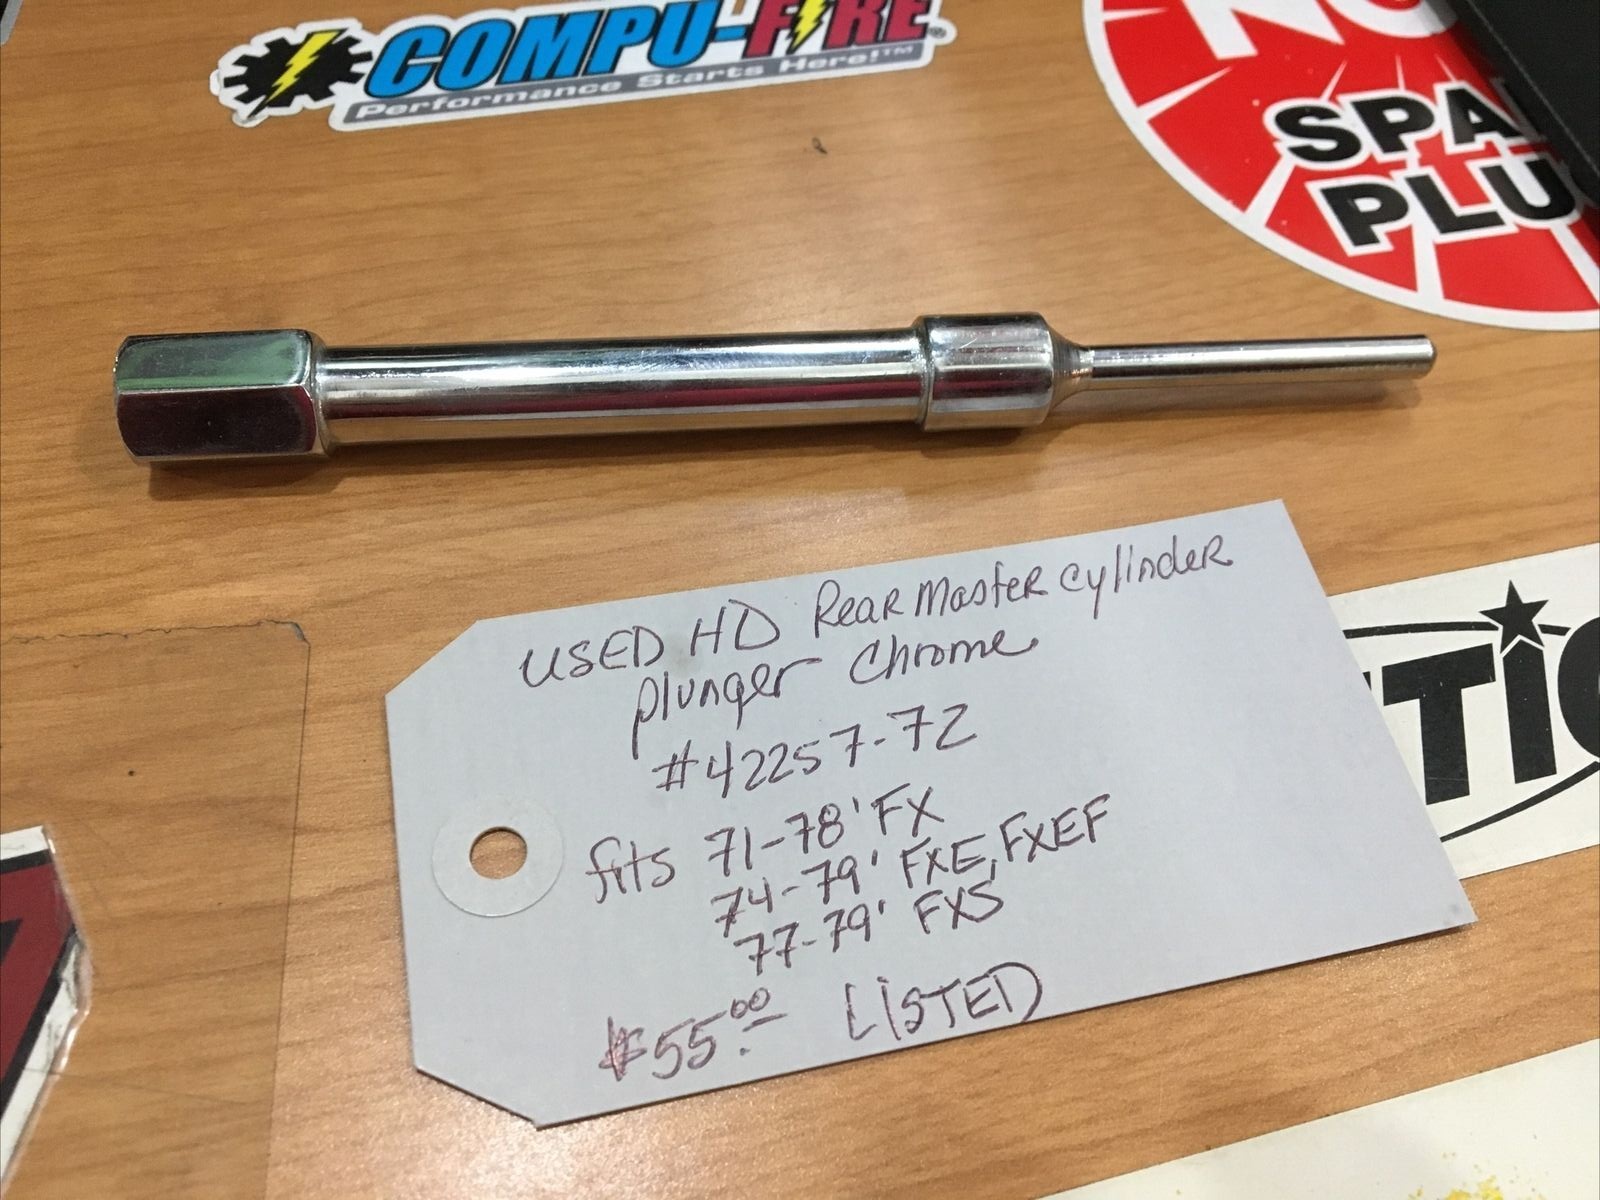 COMPU-FIRE
Performance Starts Here!™
SPA
PLU
USED HD Rear Master cylinder
plunger chrome
#42257-72
fits 71-78' FX
74-79' FXE, FXEF
77-79' FXS
$55.00 LISTED